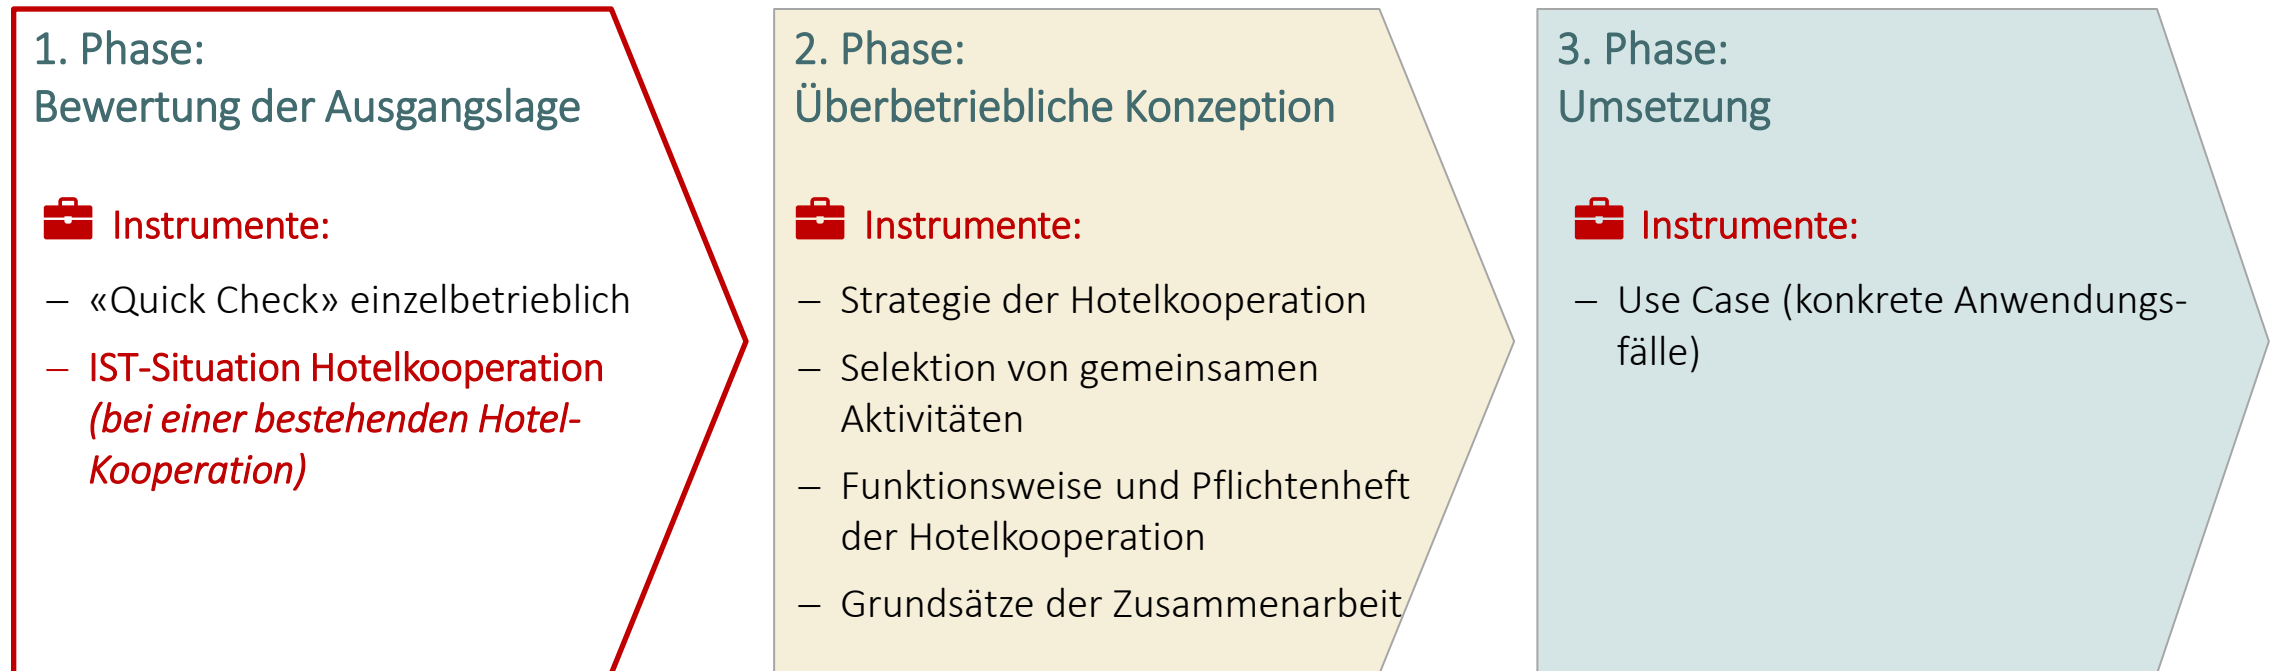 1. Phase:
Bewertung der Ausgangslage
Instrumente:
– «Quick Check» einzelbetrieblich
– IST-Situation Hotelkooperation
(bei einer bestehenden Hotel-
Kooperation)
2. Phase:
Überbetriebliche Konzeption
Instrumente:
– Strategie der Hotelkooperation
– Selektion von gemeinsamen
Aktivitäten
– Funktionsweise und Pflichtenheft
der Hotelkooperation
– Grundsätze der Zusammenarbeit
3. Phase:
Umsetzung
Instrumente:
– Use Case (konkrete Anwendungs-
fälle)